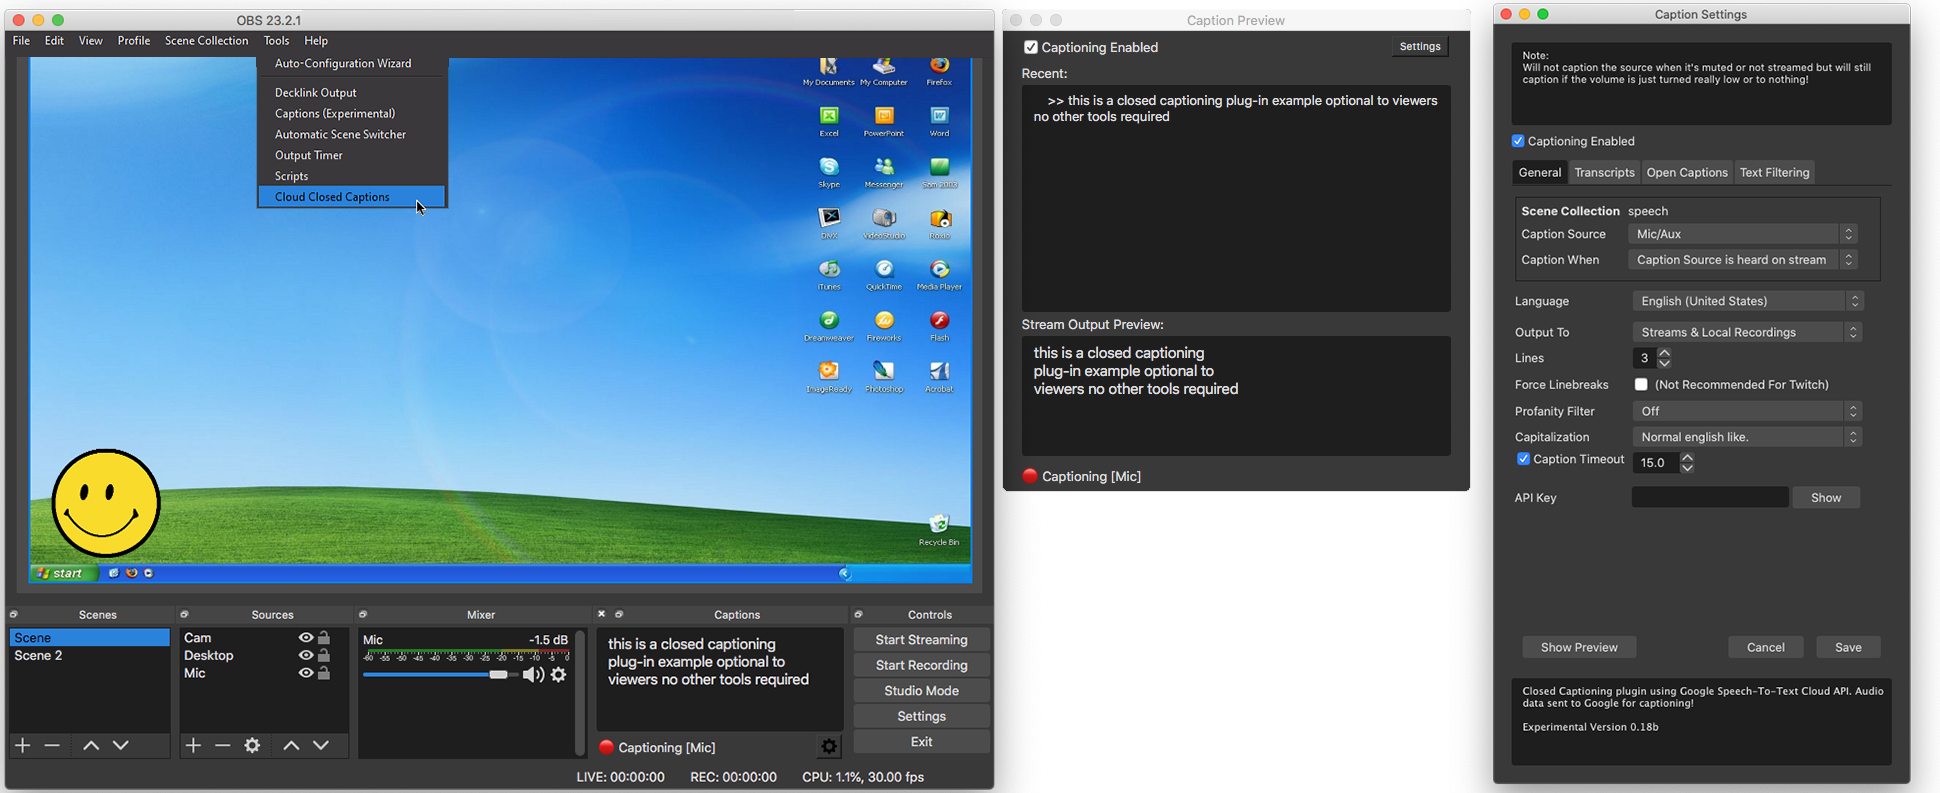 OBS 23.2.1
File Edit View Profile Scene Collection Tools Help
Auto-Configuration Wizard
Decklink Output
Captions (Experimental)
Automatic Scene Switcher
Output Timer
Scripts
Cloud Closed Captions
My Documents My Computer Firefox
Excel PowerPoint Word
Skype Messenger Sam 2003
DivX VideoStudio Roxio
iTunes QuickTime Media Player
Dreamweaver Fireworks Flash
ImageReady Photoshop Acrobat
Recycle Bin
start
Scenes
Scene
Scene 2
Sources
Cam
Desktop
Mic
Mixer
Mic -1.5 dB
-60 -55 -50 -45 -40 -35 -30 -25 -20 -15 -10 -5 0
Captions
this is a closed captioning
plug-in example optional to
viewers no other tools required
Captioning [Mic]
Controls
Start Streaming
Start Recording
Studio Mode
Settings
Exit
LIVE: 00:00:00 REC: 00:00:00 CPU: 1.1%, 30.00 fps
Caption Preview
Captioning Enabled Settings
Recent:
>> this is a closed captioning plug-in example optional to viewers
no other tools required
Stream Output Preview:
this is a closed captioning
plug-in example optional to
viewers no other tools required
Captioning [Mic]
Caption Settings
Note:
Will not caption the source when it's muted or not streamed but will still
caption if the volume is just turned really low or to nothing!
Captioning Enabled
General Transcripts Open Captions Text Filtering
Scene Collection speech
Caption Source Mic/Aux
Caption When Caption Source is heard on stream
Language English (United States)
Output To Streams & Local Recordings
Lines 3
Force Linebreaks (Not Recommended For Twitch)
Profanity Filter Off
Capitalization Normal english like.
Caption Timeout 15.0
API Key Show
Show Preview Cancel Save
Closed Captioning plugin using Google Speech-To-Text Cloud API. Audio
data sent to Google for captioning!
Experimental Version 0.18b